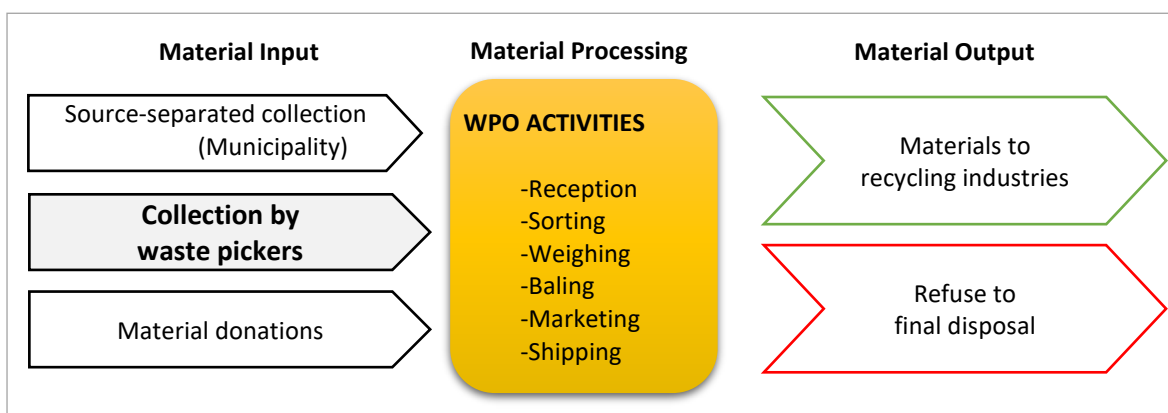 Material Input
Source-separated collection
(Municipality)
Collection by
waste pickers
Material donations
Material Processing
WPO ACTIVITIES
-Reception
-Sorting
-Weighing
-Baling
-Marketing
-Shipping
Material Output
Materials to
recycling industries
Refuse to
final disposal